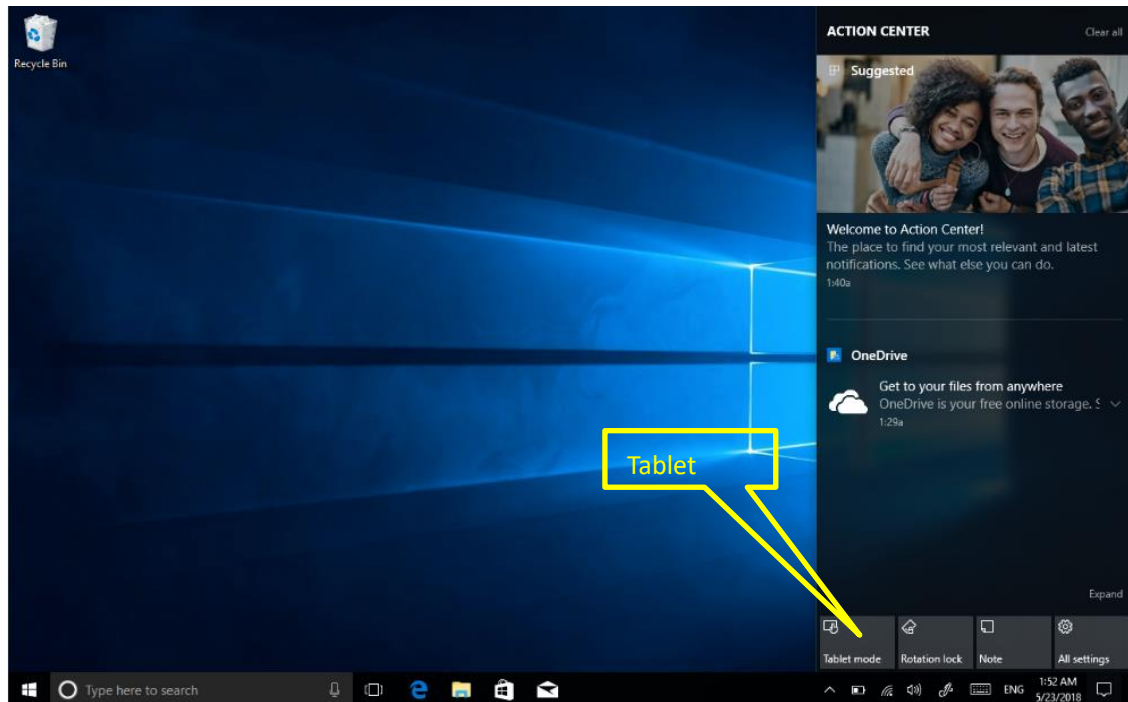 Recycle Bin
ACTION CENTER
Clear all
Suggested
Welcome to Action Center!
The place to find your most relevant and latest
notifications. See what else you can do.
1:40a
OneDrive
Get to your files from anywhere
OneDrive is your free online storage. S
1:29a
Tablet
Expand
Tablet mode
Rotation lock
Note
All settings
Type here to search
ENG
1:52 AM
5/23/2018